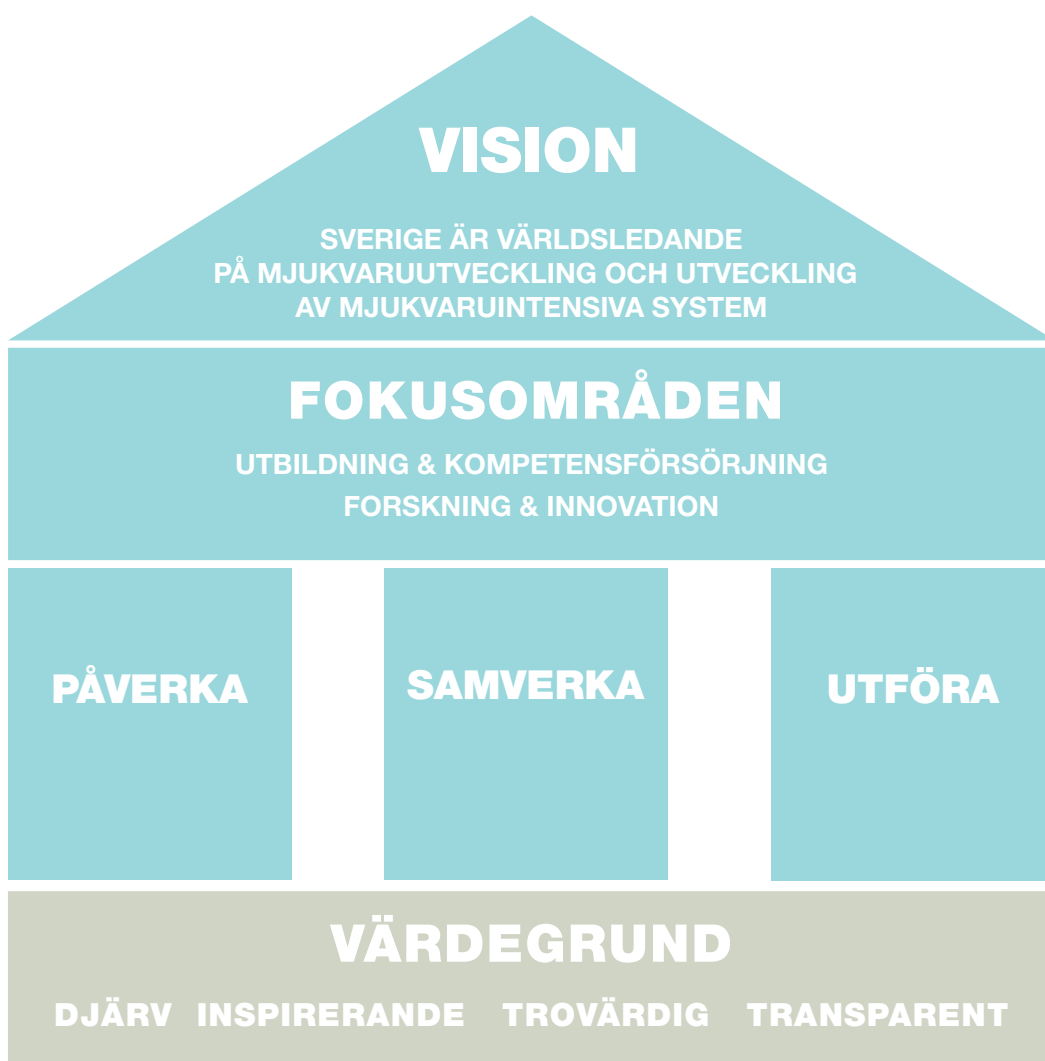 VISION
SVERIGE ÄR VÄRLDSLEDANDE
PÅ MJUKVARUUTVECKLING OCH UTVECKLING
AV MJUKVARUINTENSIVA SYSTEM
FOKUSOMRÅDEN
UTBILDNING & KOMPETENSFÖRSÖRJNING
FORSKNING & INNOVATION
PÅVERKA
SAMVERKA
UTFÖRA
VÄRDEGRUND
DJÄRV INSPIRERANDE TROVÄRDIG TRANSPARENT